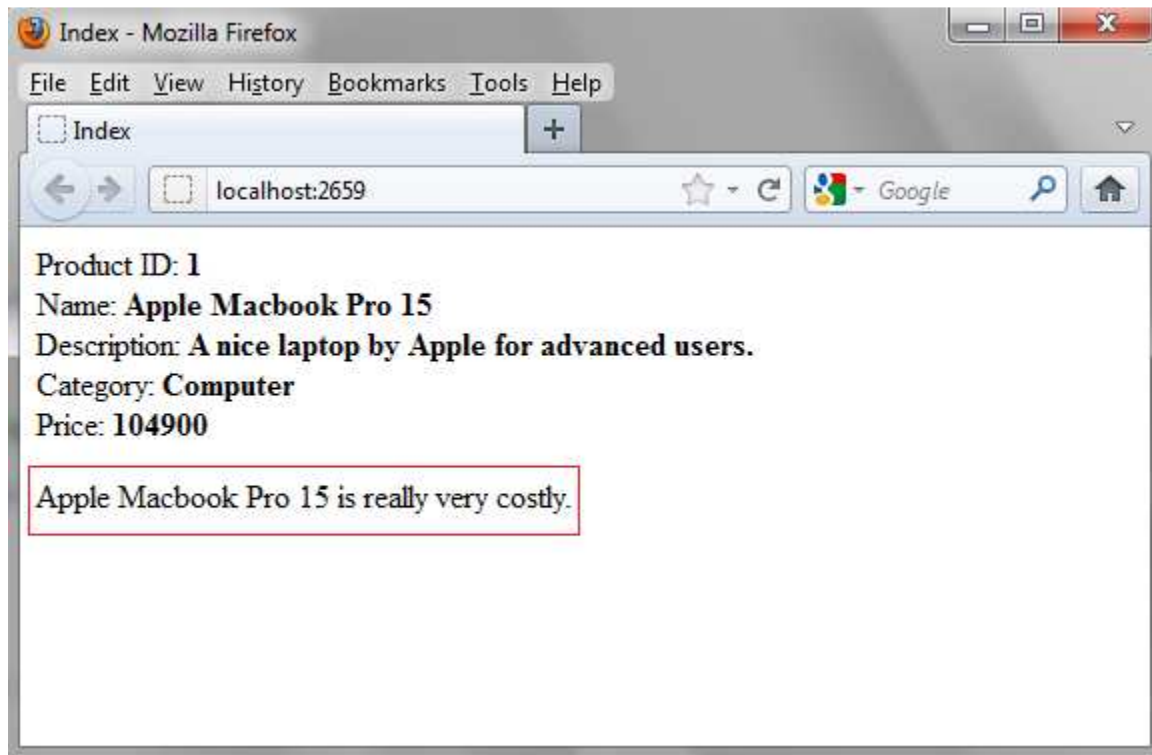 Index - Mozilla Firefox
File Edit View History Bookmarks Tools Help
Index
localhost:2659
Google
Product ID: 1
Name: Apple Macbook Pro 15
Description: A nice laptop by Apple for advanced users.
Category: Computer
Price: 104900
Apple Macbook Pro 15 is really very costly.